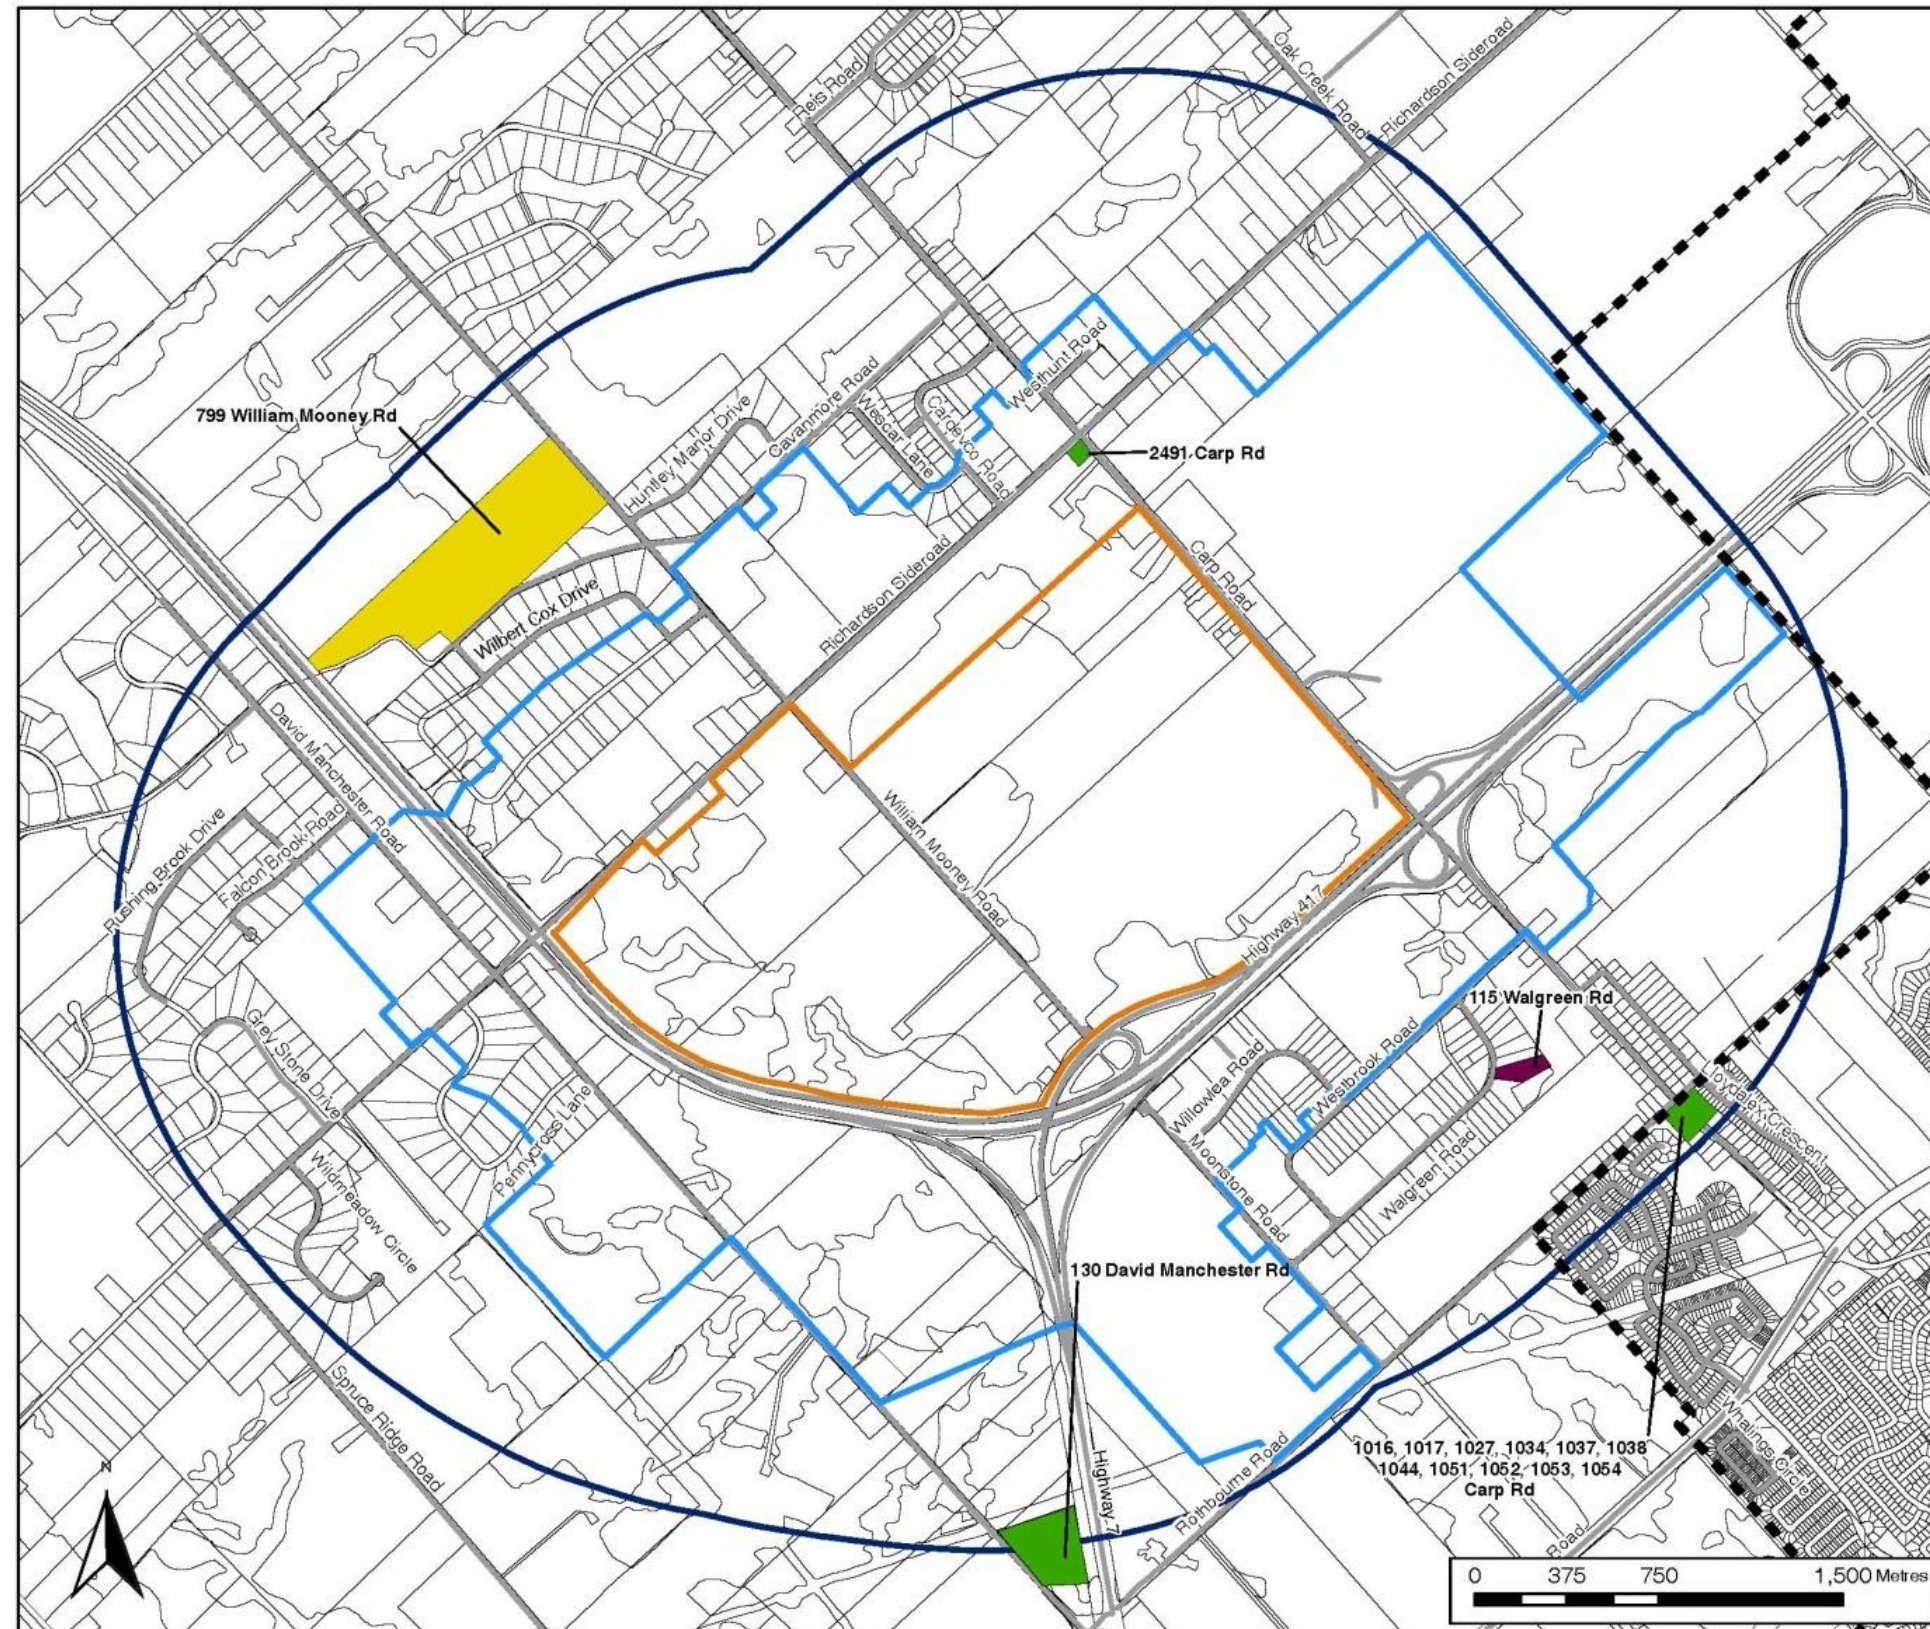 Oak Creek Road
Richardson Sideroad
Reis Road
Westhunt Road
Cavanmore Road
Huntley Manor Drive
Wescar Lane
Cardevco Road
799 William Mooney Rd
2491 Carp Rd
Richardson Sideroad
Carp Road
Wilbert Cox Drive
David Manchester Road
William Mooney Road
Rushing Brook Drive
Falcon Brook Road
Highway 417
115 Walgreen Rd
Grey Stone Drive
Willowlea Road
Westbrook Road
Lloydalex Crescent
Pennycross Lane
Moonstone Road
Walgreen Road
Wildmeadow Circle
130 David Manchester Rd
Spruce Ridge Road
Whalings Circle
1016, 1017, 1027, 1034, 1037, 1038
1044, 1051, 1052, 1053, 1054
Carp Rd
Highway 7
Rothbourne Road
Road
N
0 375 750 1,500 Metres